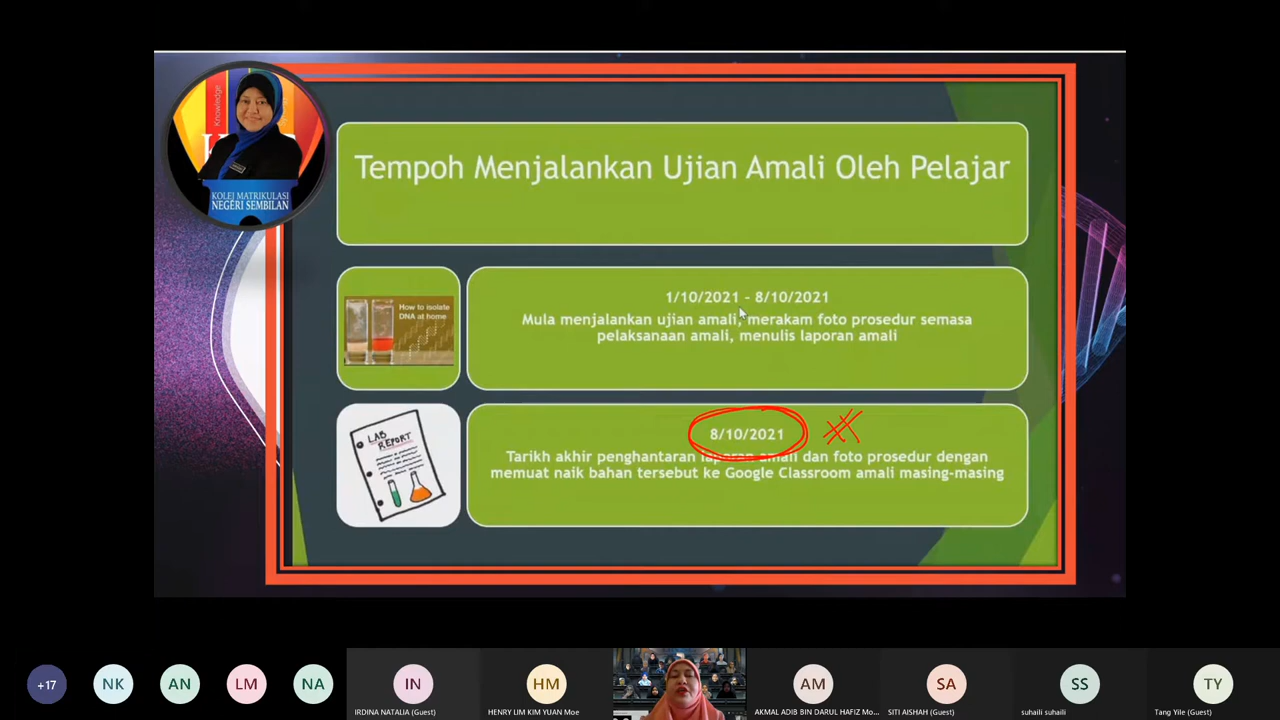 Tempoh Menjalankan Ujian Amali Oleh Pelajar
Knowledge
KOLEJ MATRIKULASI
NEGERI SEMBILAN
How to isolate
DNA at home
1/10/2021 - 8/10/2021
Mula menjalankan ujian amali, merakam foto prosedur semasa
pelaksanaan amali, menulis laporan amali
LAB
REPORT
8/10/2021
Tarikh akhir penghantaran laporan amali dan foto prosedur dengan
memuat naik bahan tersebut ke Google Classroom amali masing-masing
+17
NK
AN
LM
NA
IN
HM
AM
SA
SS
TY
IRDINA NATALIA (Guest)
HENRY LIM KIM YUAN Moe
AKMAL ADIB BIN DARUL HAFIZ Mo...
SITI AISHAH (Guest)
suhaili suhaili
Tang Yile (Guest)